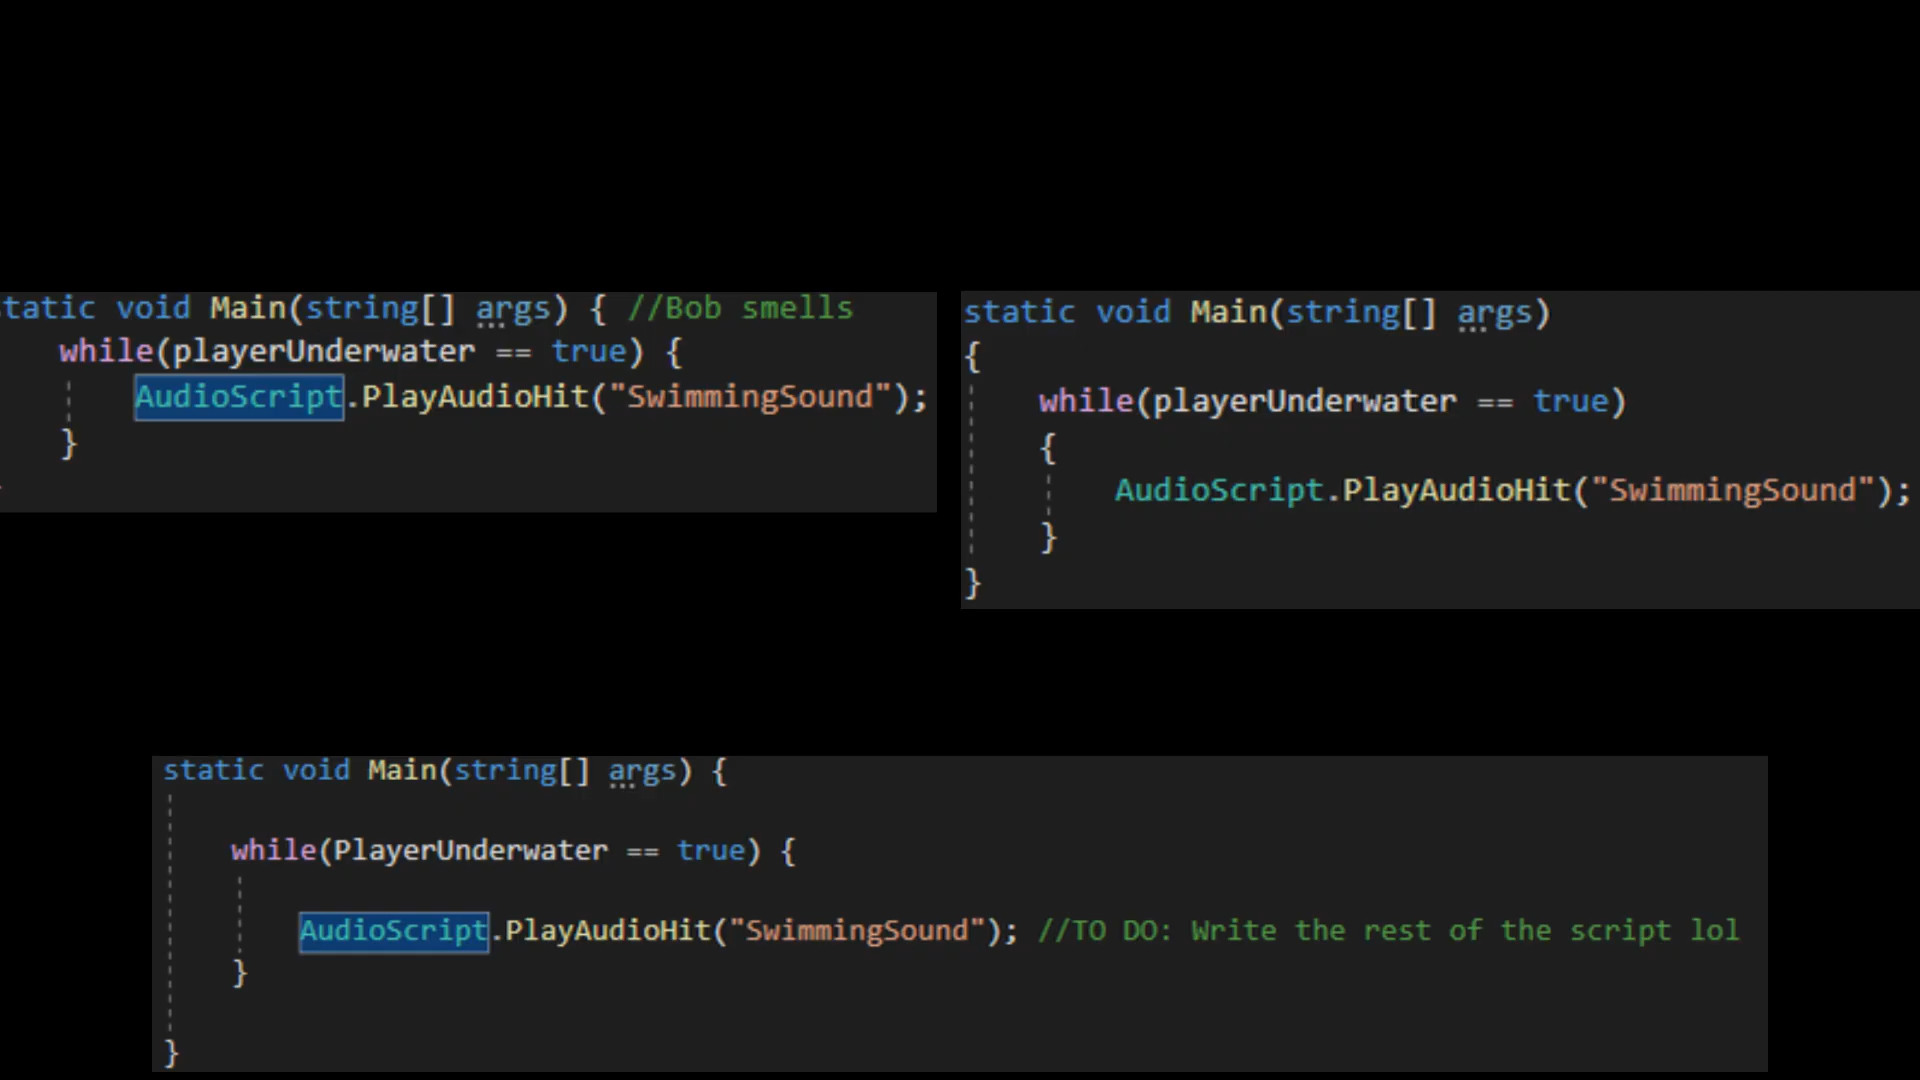 tatic void Main(string[] args) { //Bob smells
while(playerUnderwater == true) {
AudioScript.PlayAudioHit("SwimmingSound");
}
static void Main(string[] args)
{
while(playerUnderwater == true)
{
AudioScript.PlayAudioHit("SwimmingSound");
}
}
static void Main(string[] args) {
while(PlayerUnderwater == true) {
AudioScript.PlayAudioHit("SwimmingSound"); //TO DO: Write the rest of the script lol
}
}